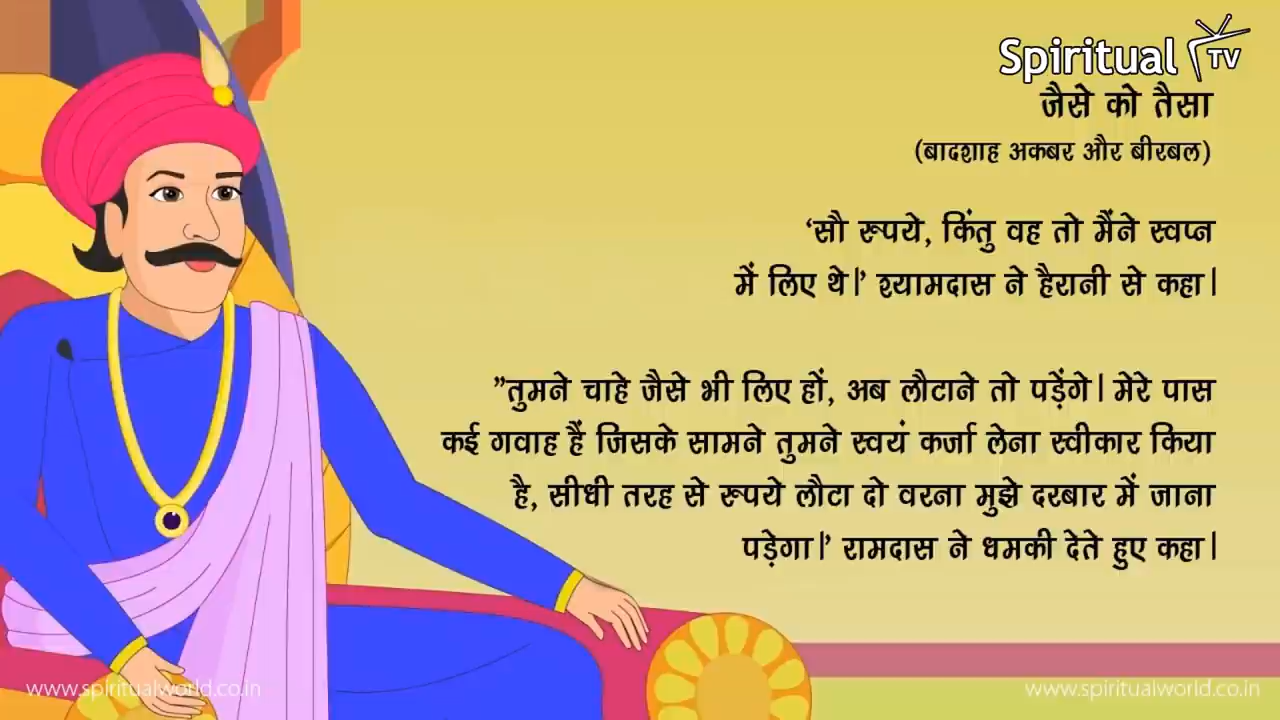 Spiritual TV
जैसे को तैसा
(बादशाह अकबर और बीरबल)
‘सौ रूपये, किंतु वह तो मैंने स्वप्न
में लिए थे|’ श्यामदास ने हैरानी से कहा|
”तुमने चाहे जैसे भी लिए हों, अब लौटाने तो पड़ेंगे| मेरे पास
कई गवाह हैं जिसके सामने तुमने स्वयं कर्जा लेना स्वीकार किया
है, सीधी तरह से रूपये लौटा दो वरना मुझे दरबार में जाना
पड़ेगा|’ रामदास ने धमकी देते हुए कहा|
www.spiritualworld.co.in
www.spiritualworld.co.in